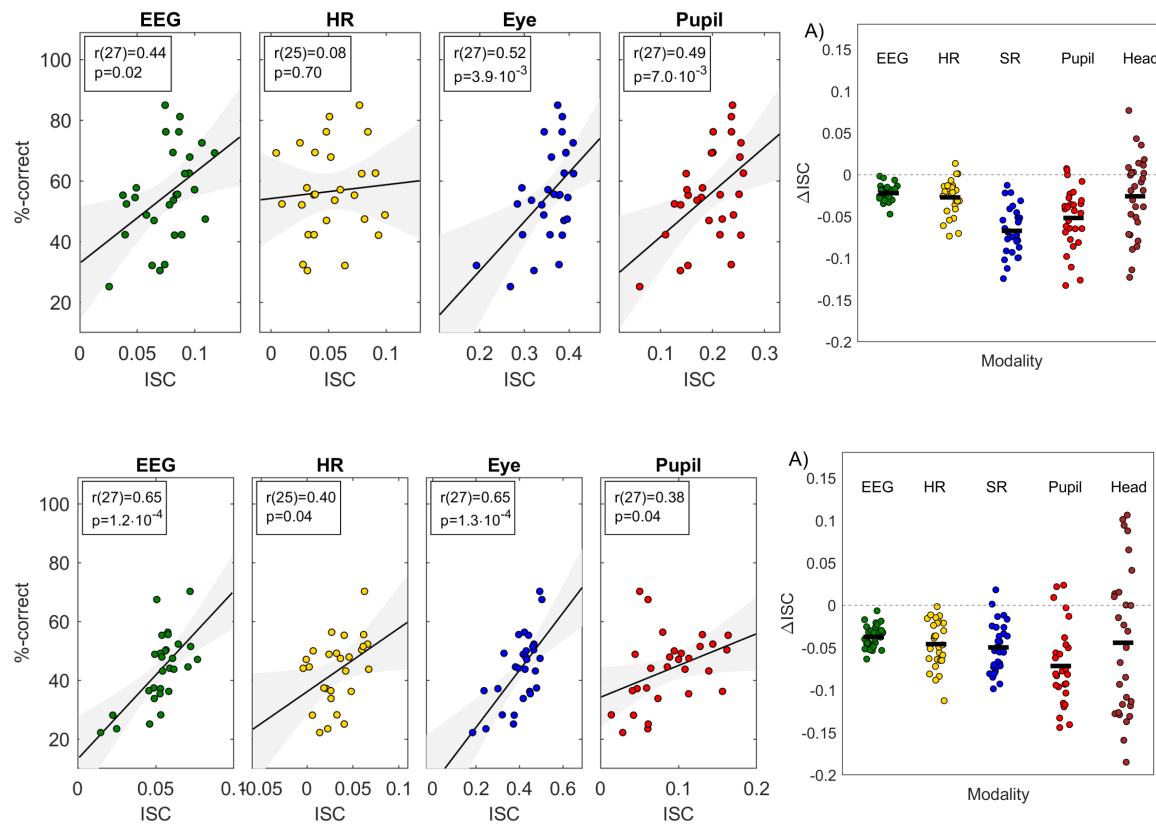 EEG
HR
Eye
Pupil
A)
r(27)=0.44
p=0.02
r(25)=0.08
p=0.70
r(27)=0.52
p=3.9·10-3
r(27)=0.49
p=7.0·10-3
EEG HR SR Pupil Head
%-correct
100
80
60
40
20
0 0.05 0.1
0 0.05 0.1
0.2 0.3 0.4
0.1 0.2 0.3
ISC
ISC
ISC
ISC
ΔISC
0.15
0.1
0.05
0
-0.05
-0.1
-0.15
-0.2
Modality
EEG
HR
Eye
Pupil
A)
r(27)=0.65
p=1.2·10-4
r(25)=0.40
p=0.04
r(27)=0.65
p=1.3·10-4
r(27)=0.38
p=0.04
EEG HR SR Pupil Head
%-correct
100
80
60
40
20
0 0.05 0.1
0.05 0 0.05 0.1
0 0.2 0.4 0.6
0 0.1 0.2
ISC
ISC
ISC
ISC
ΔISC
0.15
0.1
0.05
0
-0.05
-0.1
-0.15
-0.2
Modality